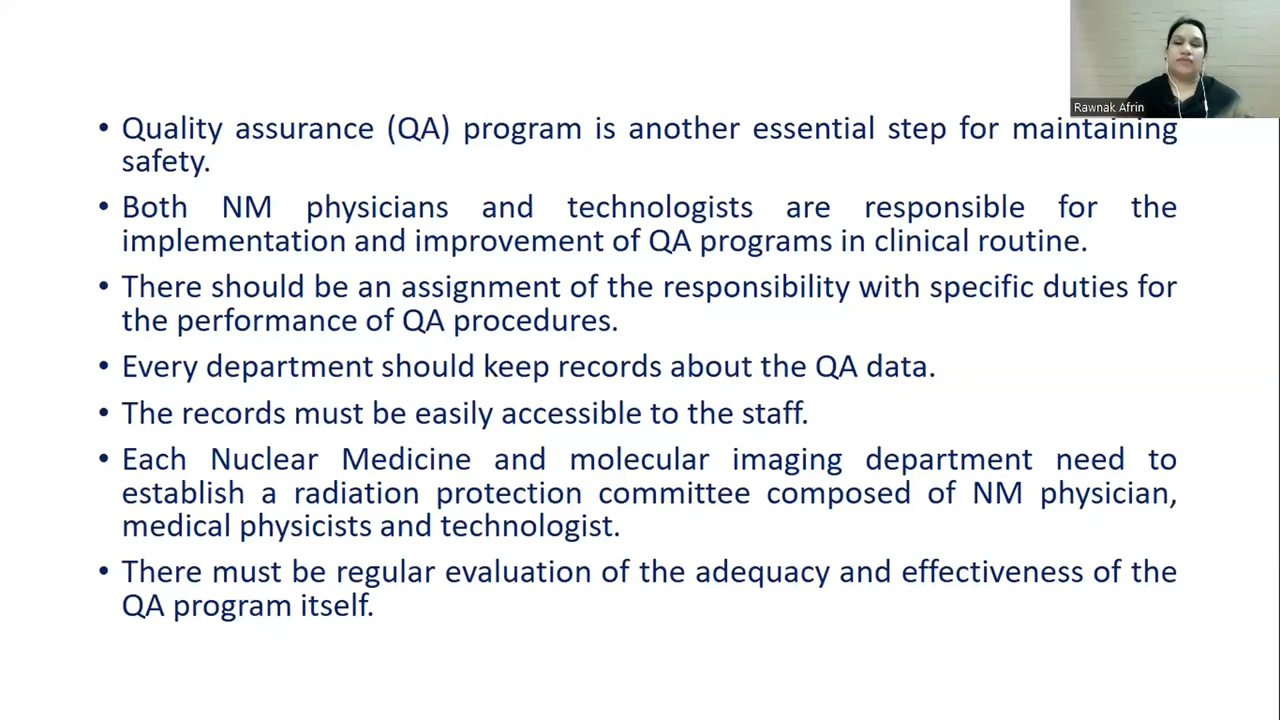 Rawnak Afrin
• Quality assurance (QA) program is another essential step for maintaining
safety.
• Both NM physicians and technologists are responsible for the
implementation and improvement of QA programs in clinical routine.
• There should be an assignment of the responsibility with specific duties for
the performance of QA procedures.
• Every department should keep records about the QA data.
• The records must be easily accessible to the staff.
• Each Nuclear Medicine and molecular imaging department need to
establish a radiation protection committee composed of NM physician,
medical physicists and technologist.
• There must be regular evaluation of the adequacy and effectiveness of the
QA program itself.